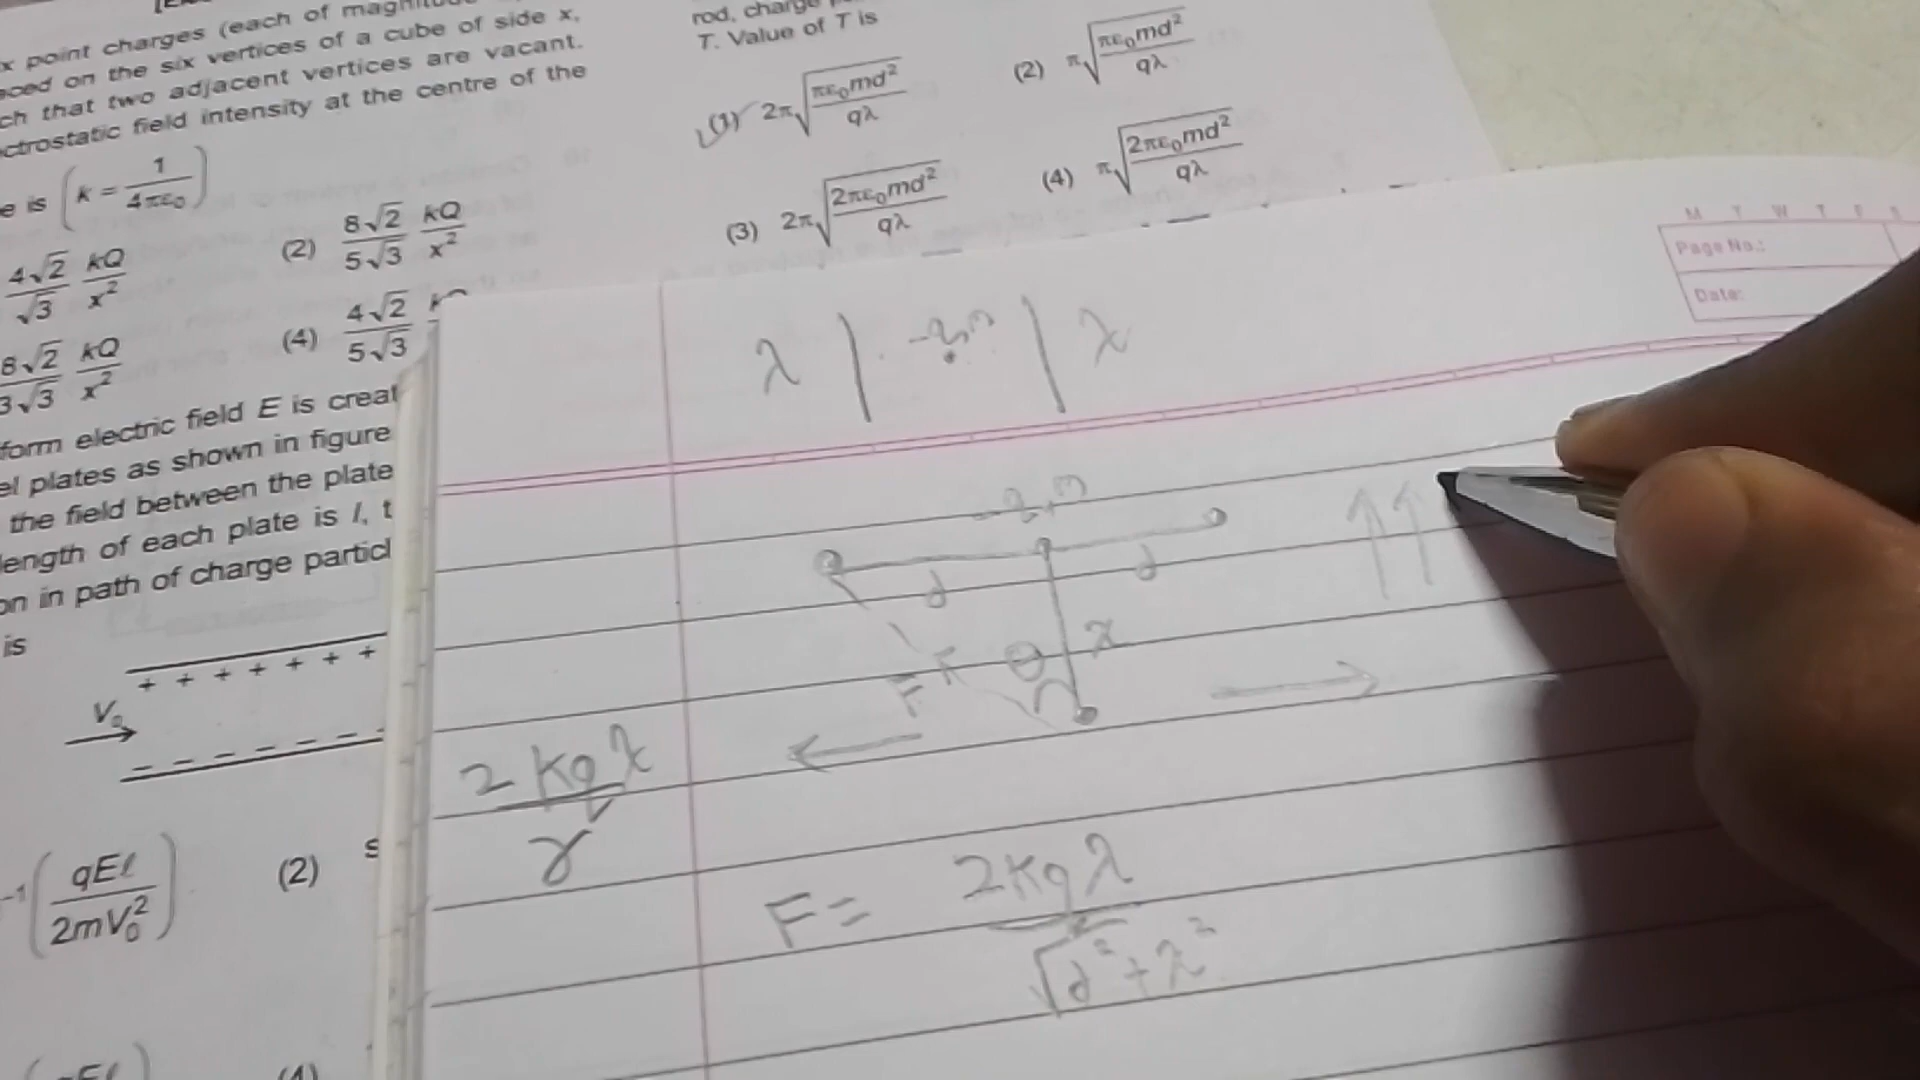 x point charges (each of
on the six vertices of a cube of side x,
ch that two adjacent vertices are vacant.
ctrostatic field intensity at the centre of the
e is (k = 1/4πε₀)
4√2/√3 kQ/x²
(2) 8√2/5√3 kQ/x²
8√2/3√3 kQ/x²
(4) 4√2/5√3
form electric field E is creat
el plates as shown in figure
the field between the plate
length of each plate is l, t
on in path of charge particl
is
+ + + + + +
V₀
– – – – – –
-1 (qEℓ/2mV₀²)
(2)
(4)
rod, charge
T. Value of T is
(1) 2π√(πε₀md²/qλ)
(2) π√(πε₀md²/qλ)
(3) 2π√(2πε₀md²/qλ)
(4) π√(2πε₀md²/qλ)
M T W T F S
Page No.:
Date:
λ | -q,m | λ
-q,m
d d
F θ x
2Kqλ/r
F = 2Kqλ/√(d²+x²)